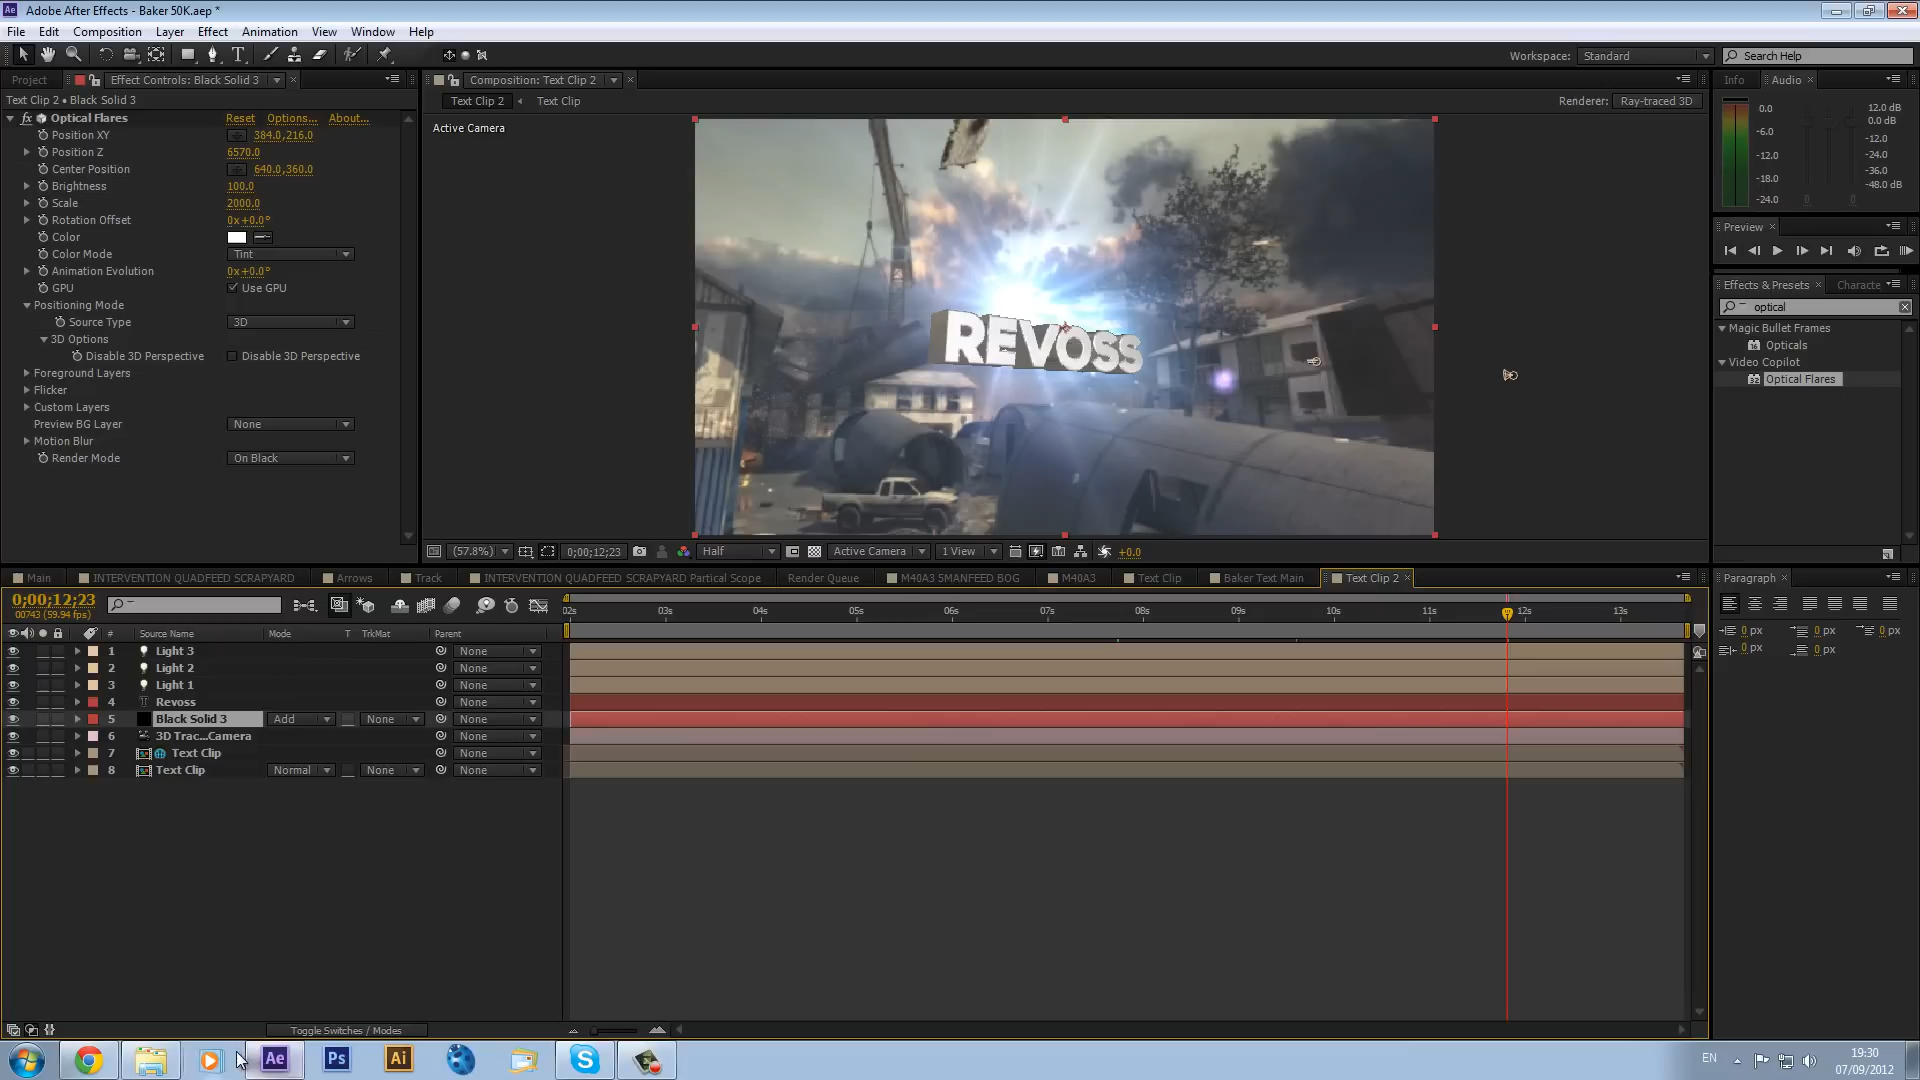 Adobe After Effects - Baker 50K.aep *
File Edit Composition Layer Effect Animation View Window Help
Workspace: Standard Search Help
Project Effect Controls: Black Solid 3 Composition: Text Clip 2 Info Audio
Text Clip 2 • Black Solid 3
Text Clip 2 Text Clip Renderer: Ray-traced 3D
Active Camera
fx Optical Flares Reset Options... About...
Position XY 384.0,216.0
Position Z 6570.0
Center Position 640.0,360.0
Brightness 100.0
Scale 2000.0
Rotation Offset 0x+0.0°
Color
Color Mode Tint
Animation Evolution 0x+0.0°
GPU Use GPU
Positioning Mode
Source Type 3D
3D Options
Disable 3D Perspective Disable 3D Perspective
Foreground Layers
Flicker
Custom Layers
Preview BG Layer None
Motion Blur
Render Mode On Black
REVOSS
0.0
-6.0
-12.0
-18.0
-24.0
12.0 dB
0.0 dB
-12.0
-24.0
-36.0
-48.0 dB
0 0
Preview
Effects & Presets Characte
optical
Magic Bullet Frames
Opticals
Video Copilot
Optical Flares
(57.8%) 0;00;12;23 Half Active Camera 1 View +0.0
Main INTERVENTION QUADFEED SCRAPYARD Arrows Track INTERVENTION QUADFEED SCRAPYARD Partical Scope Render Queue M40A3 5MANFEED BOG M40A3 Text Clip Baker Text Main Text Clip 2
0;00;12;23
00743 (59.94 fps)
02s 03s 04s 05s 06s 07s 08s 09s 10s 11s 12s 13s
# Source Name Mode T TrkMat Parent
1 Light 3 None
2 Light 2 None
3 Light 1 None
4 T Revoss None
5 Black Solid 3 Add None None
6 3D Trac...Camera None
7 Text Clip None
8 Text Clip Normal None None
Toggle Switches / Modes
Paragraph
0 px 0 px 0 px
0 px 0 px
Ae Ps Ai S
EN 19:30
07/09/2012